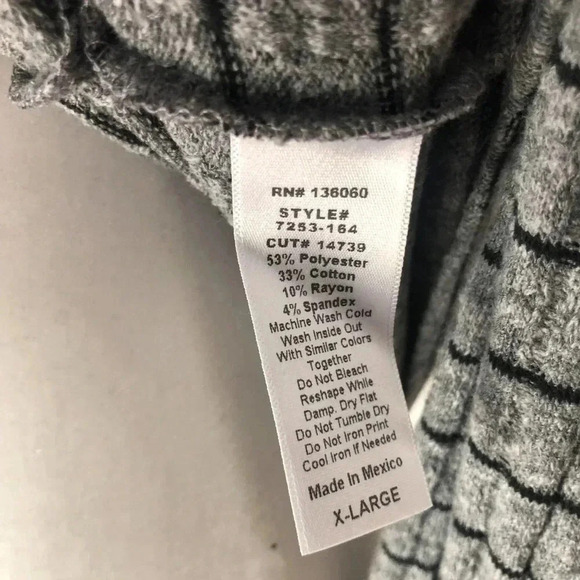 RN# 136060
STYLE#
7253-164
CUT# 14739
53% Polyester
33% Cotton
10% Rayon
4% Spandex
Machine Wash Cold
Wash Inside Out
With Similar Colors
Together
Do Not Bleach
Reshape While
Damp. Dry Flat
Do Not Tumble Dry
Do Not Iron Print
Cool Iron If Needed
Made In Mexico
X-LARGE